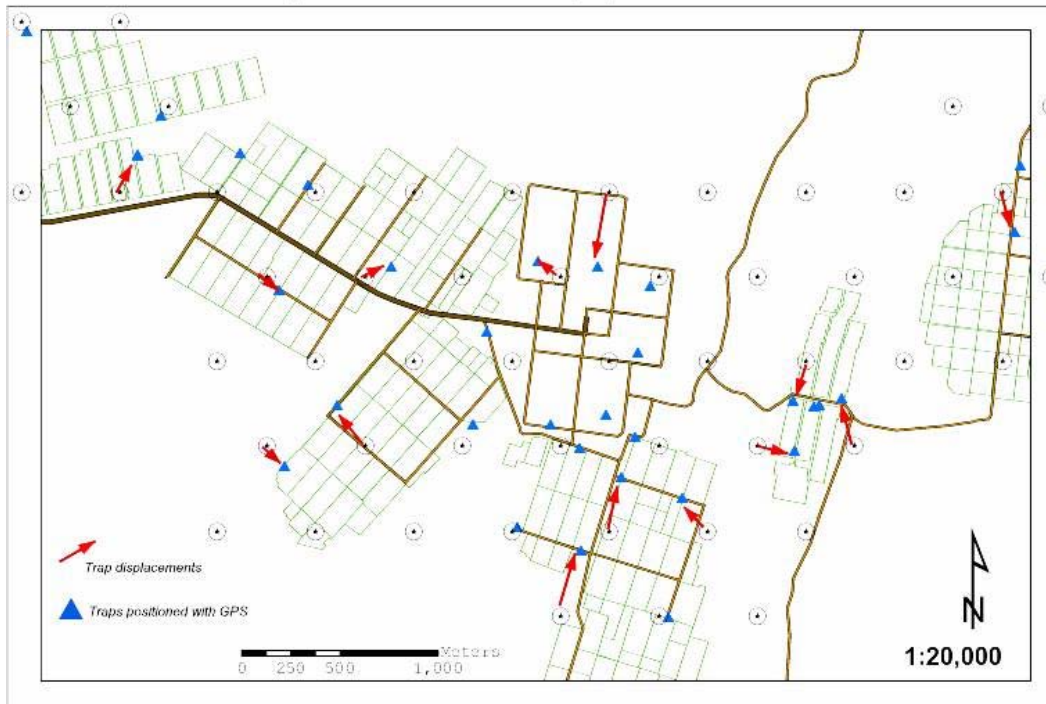 Trap displacements
Traps positioned with GPS
Meters
0 250 500 1,000
N
1:20,000